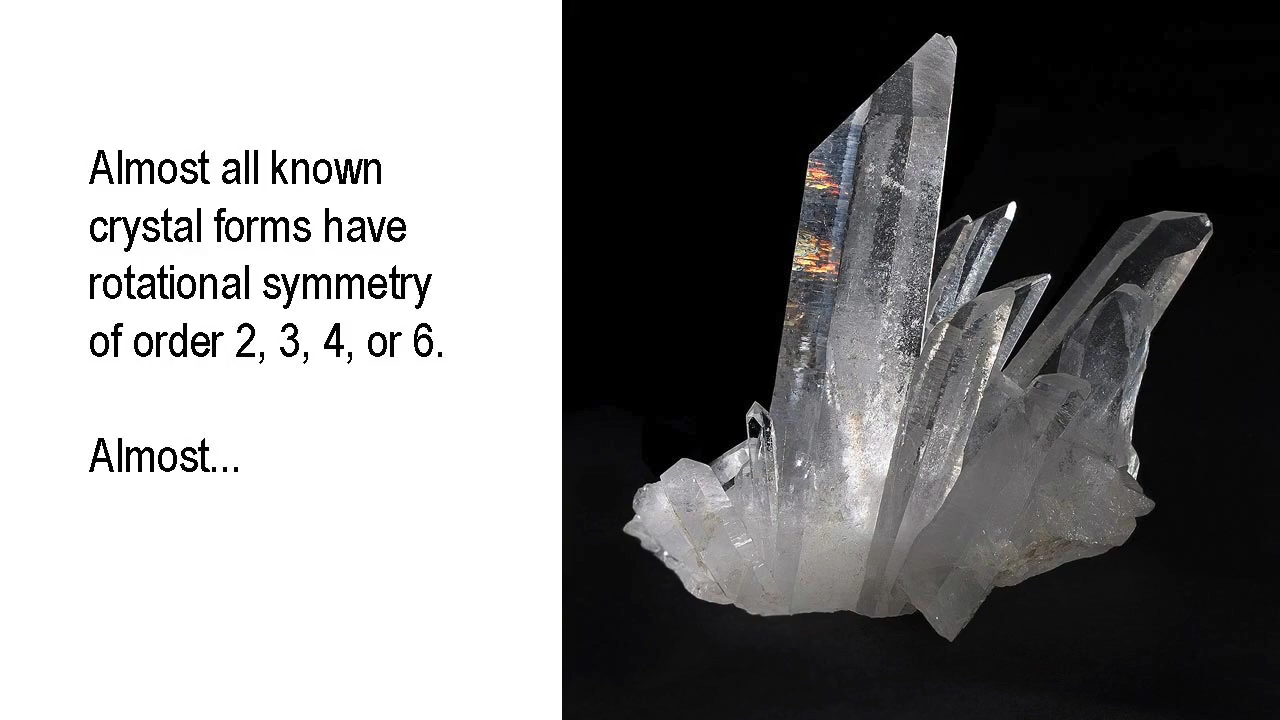 Almost all known
crystal forms have
rotational symmetry
of order 2, 3, 4, or 6.
Almost...